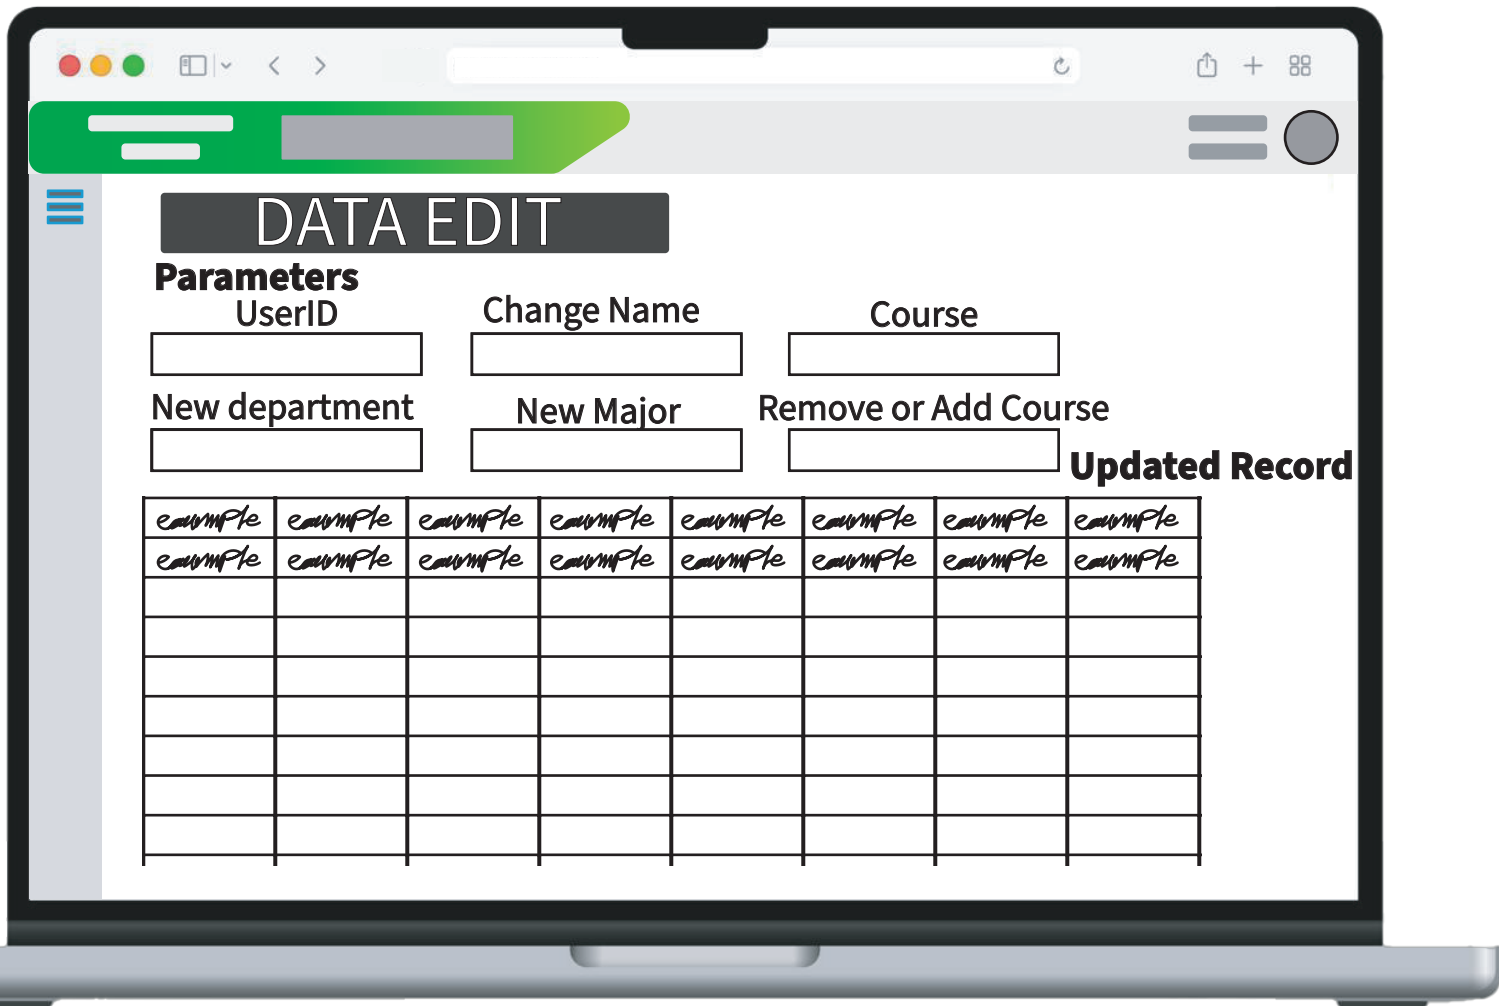 DATA EDIT
Parameters
UserID Change Name Course
New department New Major Remove or Add Course
Updated Record
example example example example example example example example
example example example example example example example example